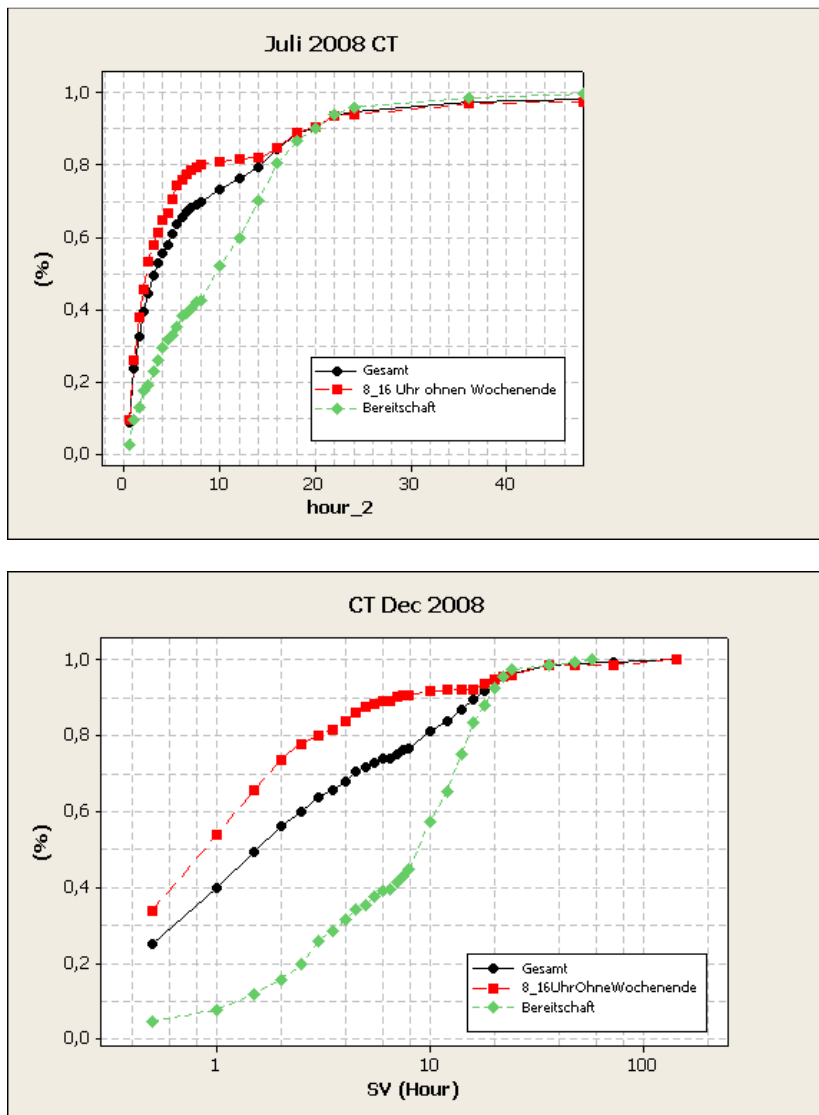 Juli 2008 CT
1,0
0,8
0,6
0,4
0,2
0,0
(%)
Gesamt
8_16 Uhr ohnen Wochenende
Bereitschaft
0 10 20 30 40
hour_2
CT Dec 2008
1,0
0,8
0,6
0,4
0,2
0,0
(%)
Gesamt
8_16UhrOhneWochenende
Bereitschaft
1 10 100
SV (Hour)